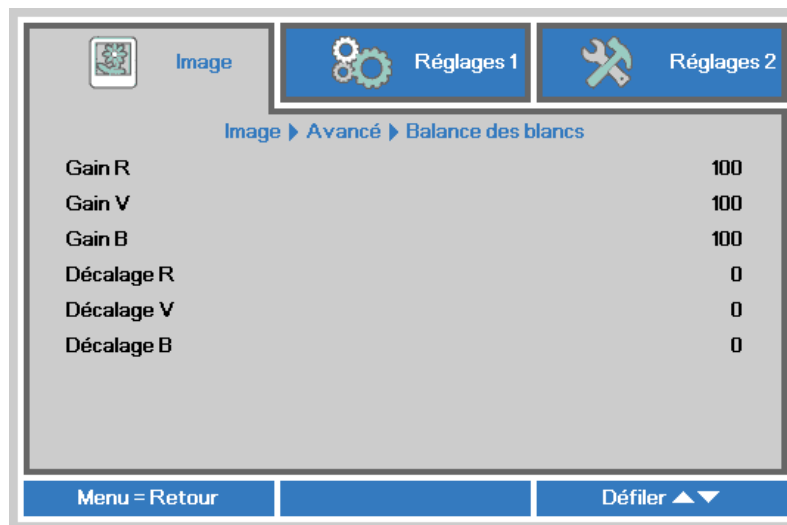 Image Réglages 1 Réglages 2
Image ▶ Avancé ▶ Balance des blancs
Gain R 100
Gain V 100
Gain B 100
Décalage R 0
Décalage V 0
Décalage B 0
Menu = Retour Défiler ▲▼